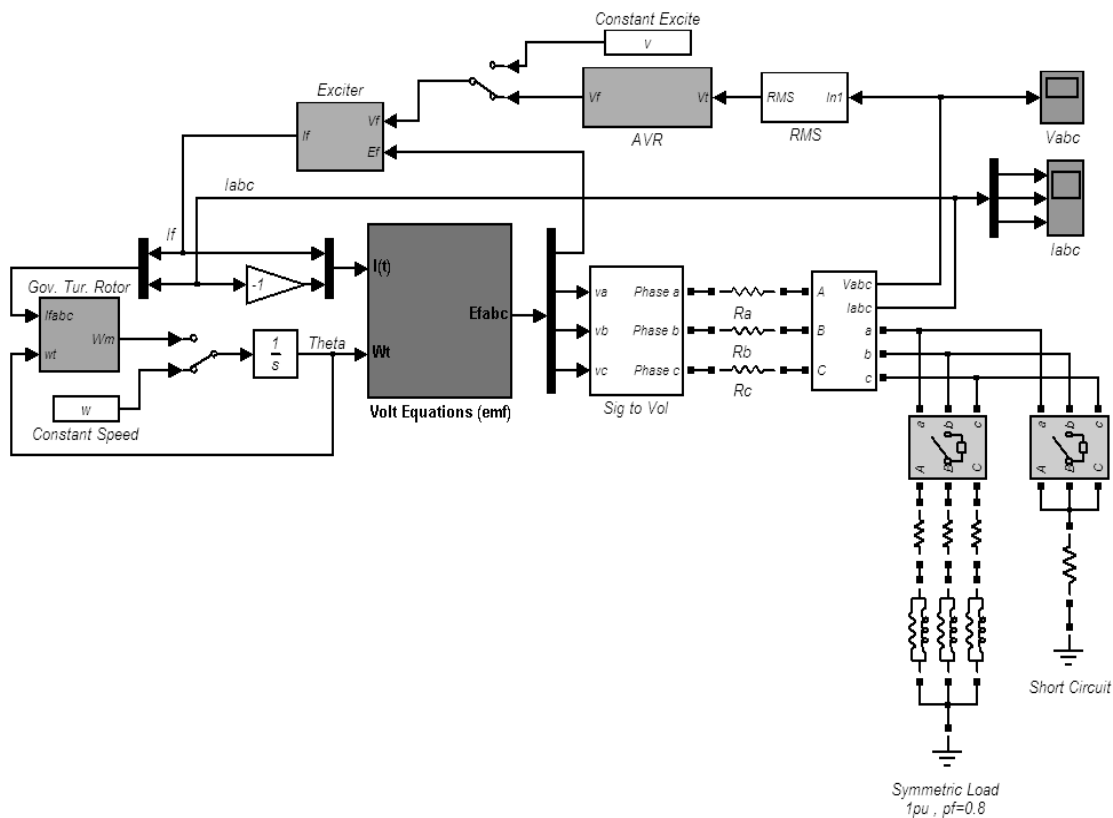 Constant Excite
v
Exciter
Vf
If
Ef
Vf
Vt
AVR
RMS
In1
RMS
Vabc
Iabc
Iabc
If
-1
Gov. Tur. Rotor
Ifabc
Wm
wt
w
Constant Speed
1
s
Theta
I(t)
Efabc
Wt
Volt Equations (emf)
va
Phase a
vb
Phase b
vc
Phase c
Sig to Vol
Ra
Rb
Rc
A
B
C
Vabc
Iabc
a
b
c
a
b
c
A
B
C
a
b
c
A
B
C
Short Circuit
Symmetric Load
1pu , pf=0.8